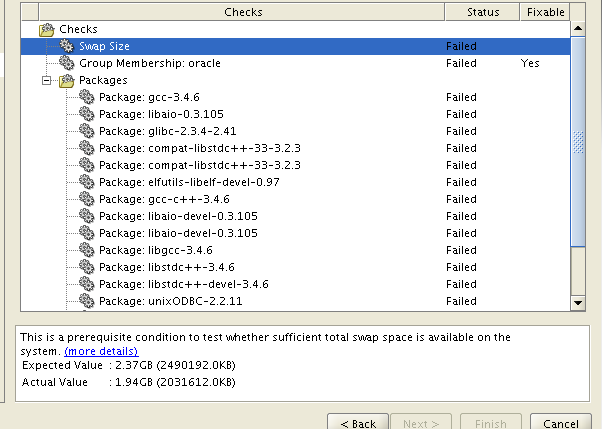 Checks Status Fixable
Checks
Swap Size Failed
Group Membership: oracle Failed Yes
Packages
Package: gcc-3.4.6 Failed
Package: libaio-0.3.105 Failed
Package: glibc-2.3.4-2.41 Failed
Package: compat-libstdc++-33-3.2.3 Failed
Package: compat-libstdc++-33-3.2.3 Failed
Package: elfutils-libelf-devel-0.97 Failed
Package: gcc-c++-3.4.6 Failed
Package: libaio-devel-0.3.105 Failed
Package: libaio-devel-0.3.105 Failed
Package: libgcc-3.4.6 Failed
Package: libstdc++-3.4.6 Failed
Package: libstdc++-devel-3.4.6 Failed
Package: unixODBC-2.2.11 Failed
This is a prerequisite condition to test whether sufficient total swap space is available on the
system. (more details)
Expected Value : 2.37GB (2490192.0KB)
Actual Value : 1.94GB (2031612.0KB)
< Back Next > Finish Cancel